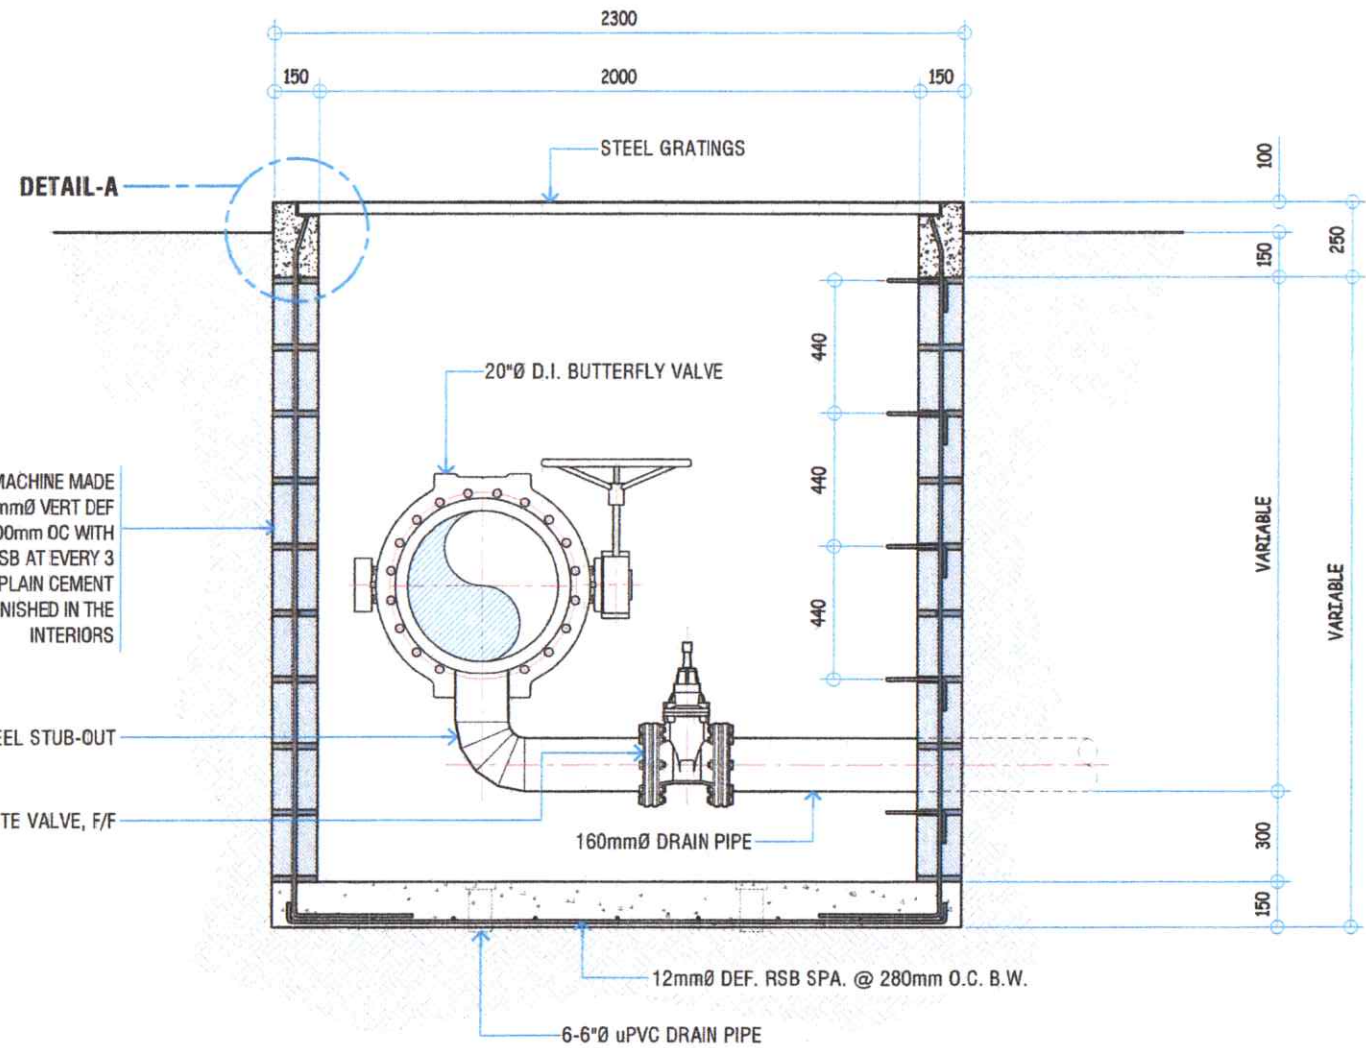 2300
150
2000
150
STEEL GRATINGS
100
DETAIL-A
150
250
20"Ø D.I. BUTTERFLY VALVE
440
440
440
MACHINE MADE
mmØ VERT DEF
00mm OC WITH
SB AT EVERY 3
PLAIN CEMENT
NISHED IN THE
INTERIORS
VARIABLE
VARIABLE
EEL STUB-OUT
TE VALVE, F/F
160mmØ DRAIN PIPE
300
150
12mmØ DEF. RSB SPA. @ 280mm O.C. B.W.
6-6"Ø uPVC DRAIN PIPE